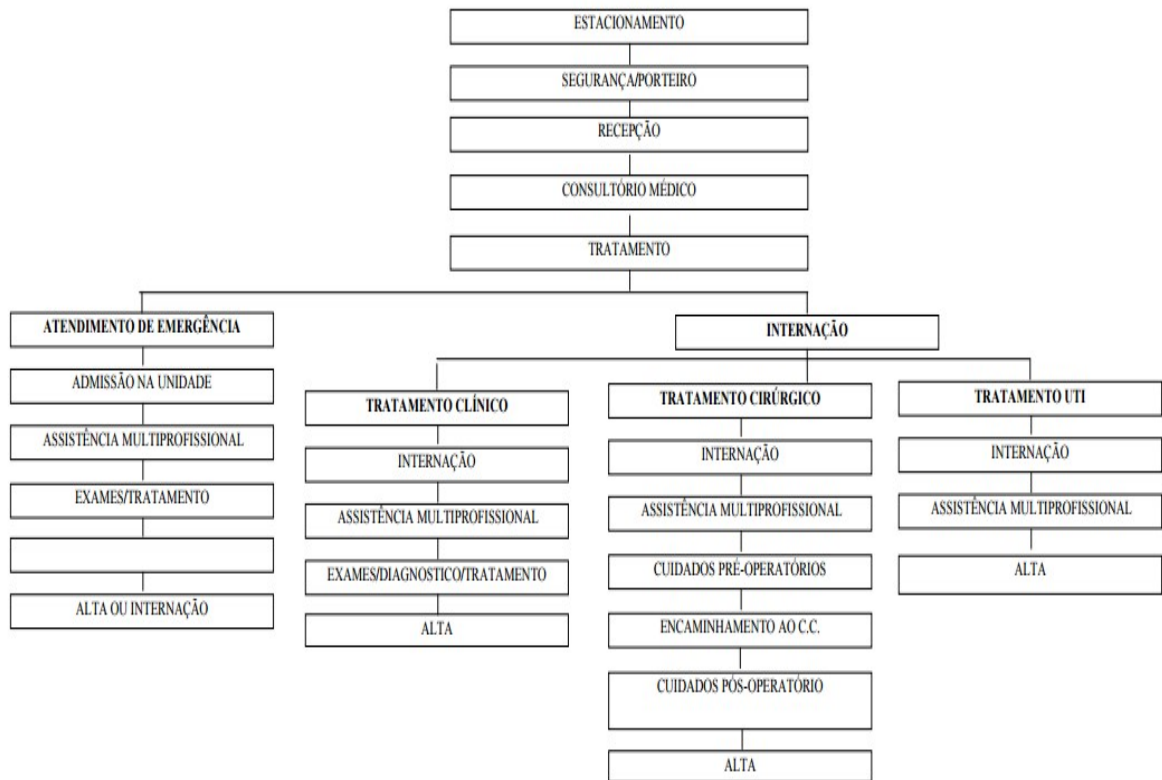 ESTACIONAMENTO
SEGURANÇA/PORTEIRO
RECEPÇÃO
CONSULTÓRIO MÉDICO
TRATAMENTO
ATENDIMENTO DE EMERGÊNCIA
ADMISSÃO NA UNIDADE
ASSISTÊNCIA MULTIPROFISSIONAL
EXAMES/TRATAMENTO
ALTA OU INTERNAÇÃO
INTERNAÇÃO
TRATAMENTO CLÍNICO
INTERNAÇÃO
ASSISTÊNCIA MULTIPROFISSIONAL
EXAMES/DIAGNOSTICO/TRATAMENTO
ALTA
TRATAMENTO CIRÚRGICO
INTERNAÇÃO
ASSISTÊNCIA MULTIPROFISSIONAL
CUIDADOS PRÉ-OPERATÓRIOS
ENCAMINHAMENTO AO C.C.
CUIDADOS PÓS-OPERATÓRIO
ALTA
TRATAMENTO UTI
INTERNAÇÃO
ASSISTÊNCIA MULTIPROFISSIONAL
ALTA